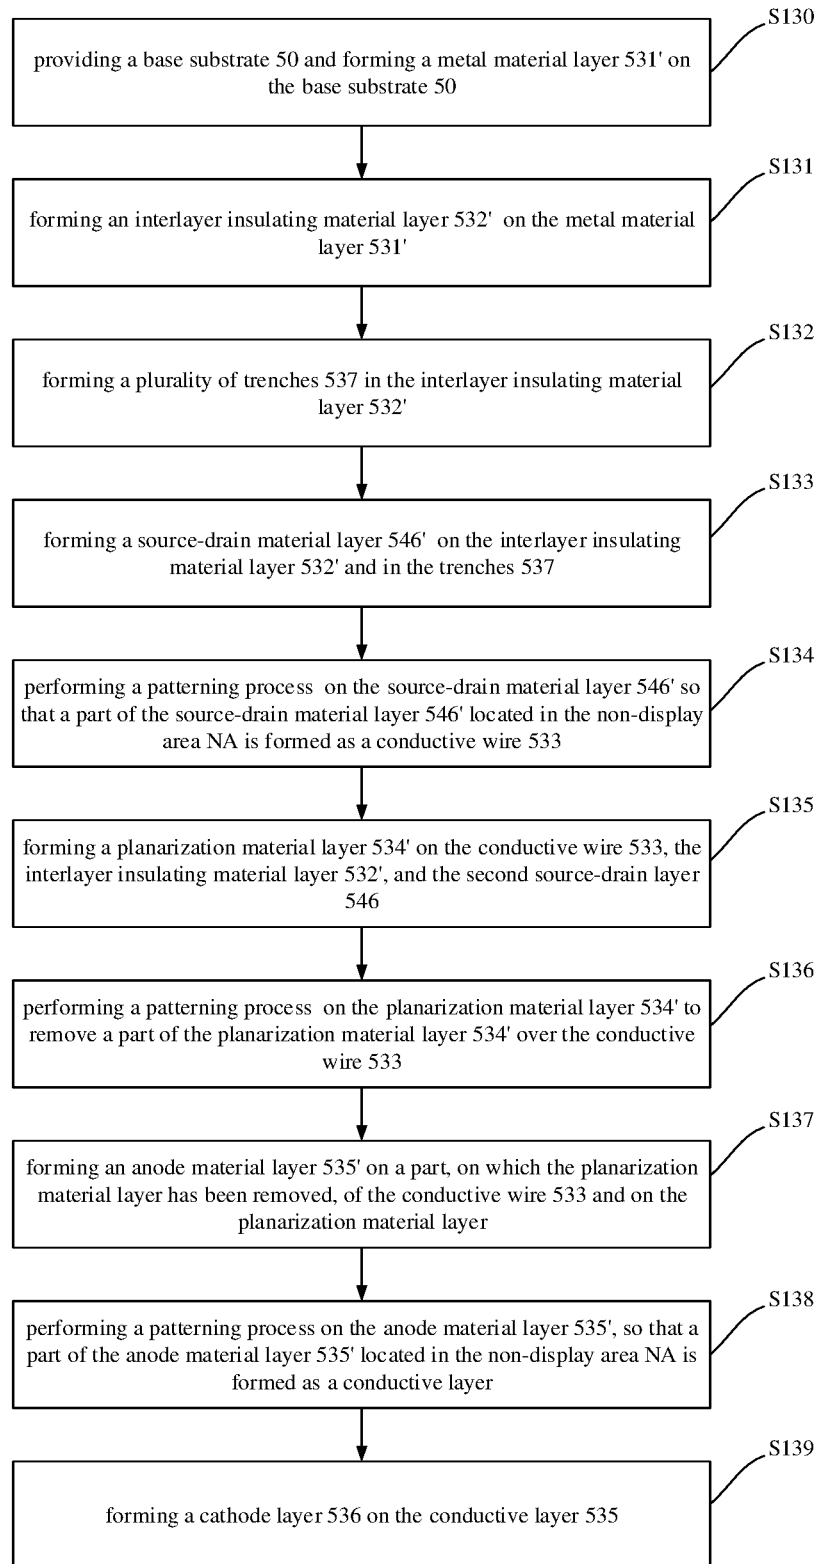 S130
providing a base substrate 50 and forming a metal material layer 531' on
the base substrate 50
S131
forming an interlayer insulating material layer 532' on the metal material
layer 531'
S132
forming a plurality of trenches 537 in the interlayer insulating material
layer 532'
S133
forming a source-drain material layer 546' on the interlayer insulating
material layer 532' and in the trenches 537
S134
performing a patterning process on the source-drain material layer 546' so
that a part of the source-drain material layer 546' located in the non-display
area NA is formed as a conductive wire 533
S135
forming a planarization material layer 534' on the conductive wire 533, the
interlayer insulating material layer 532', and the second source-drain layer
546
S136
performing a patterning process on the planarization material layer 534' to
remove a part of the planarization material layer 534' over the conductive
wire 533
S137
forming an anode material layer 535' on a part, on which the planarization
material layer has been removed, of the conductive wire 533 and on the
planarization material layer
S138
performing a patterning process on the anode material layer 535', so that a
part of the anode material layer 535' located in the non-display area NA is
formed as a conductive layer
S139
forming a cathode layer 536 on the conductive layer 535